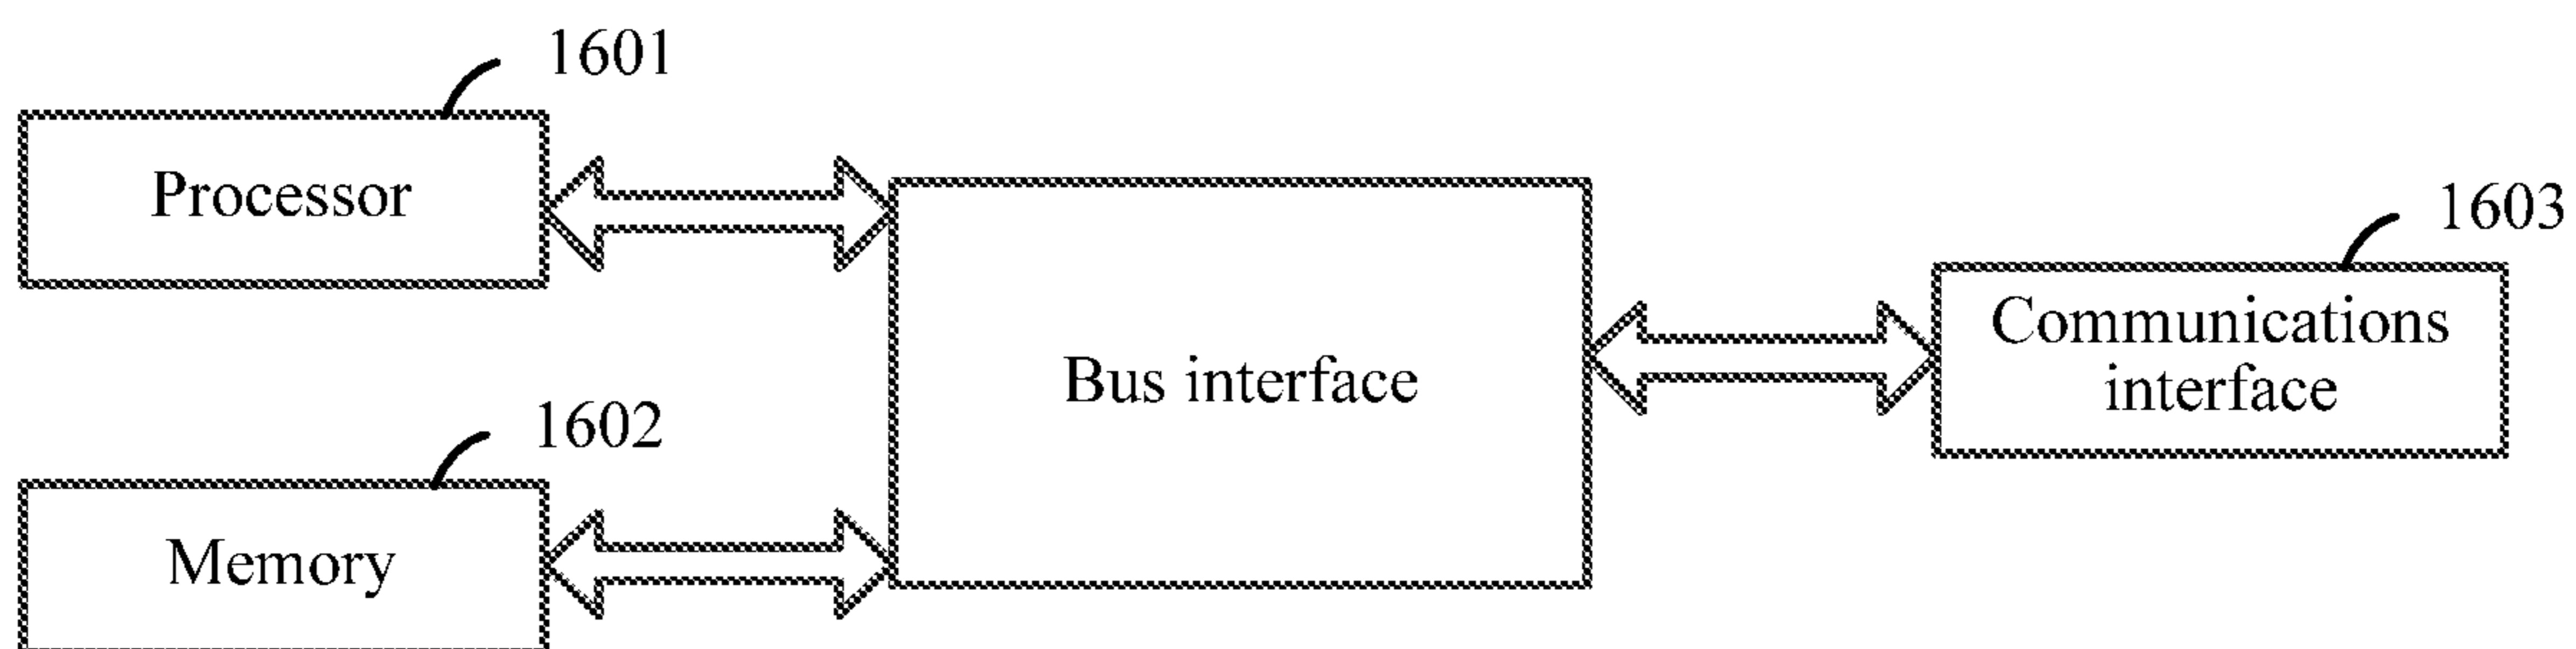 1601
Processor
1602
Memory
Bus interface
1603
Communications
interface